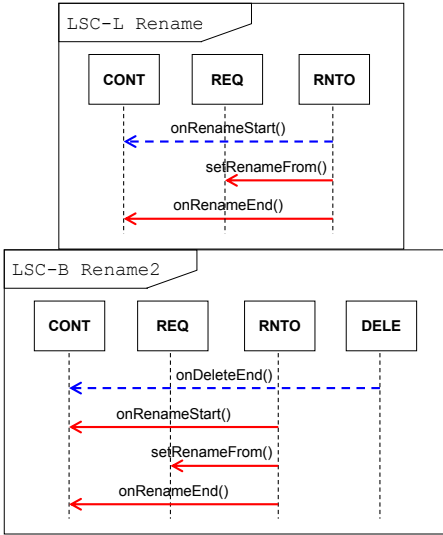 LSC-L Rename
CONT REQ RNTO
onRenameStart()
setRenameFrom()
onRenameEnd()
LSC-B Rename2
CONT REQ RNTO DELE
onDeleteEnd()
onRenameStart()
setRenameFrom()
onRenameEnd()